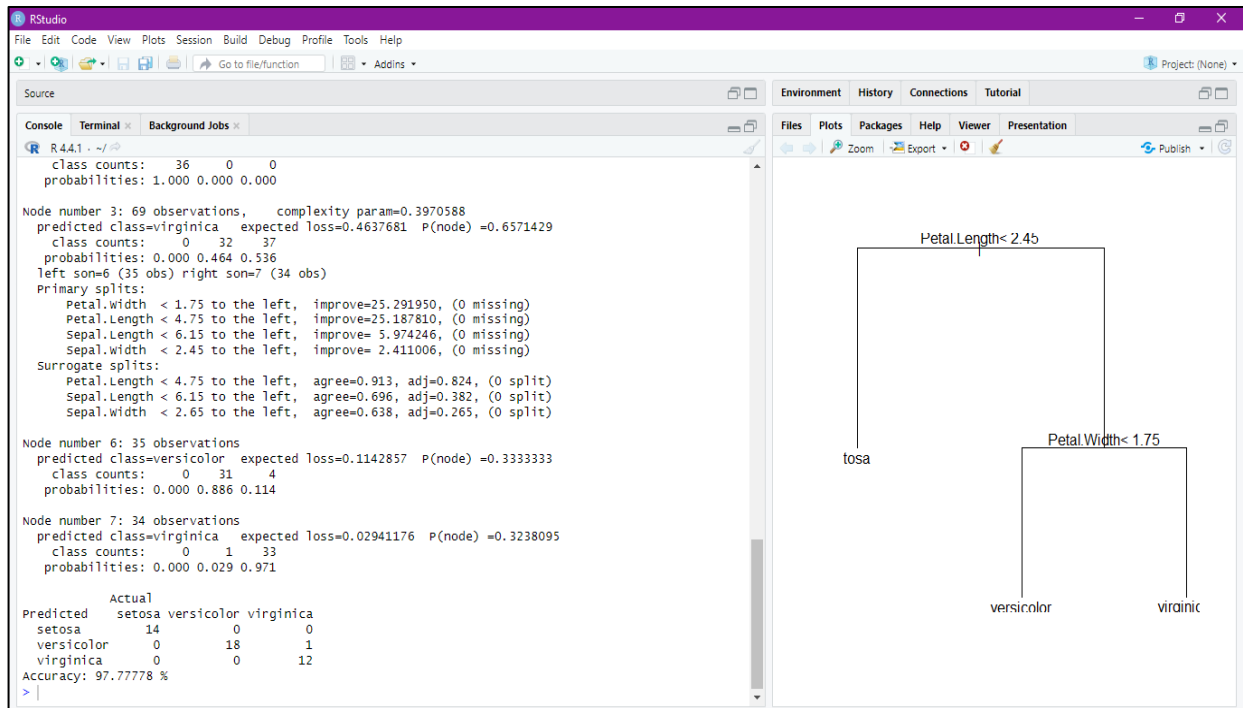 RStudio
File Edit Code View Plots Session Build Debug Profile Tools Help
Go to file/function Addins Project: (None)
Source
Console Terminal Background Jobs
R 4.4.1 · ~/
class counts: 36 0 0
probabilities: 1.000 0.000 0.000
Node number 3: 69 observations, complexity param=0.3970588
predicted class=virginica expected loss=0.4637681 P(node) =0.6571429
class counts: 0 32 37
probabilities: 0.000 0.464 0.536
left son=6 (35 obs) right son=7 (34 obs)
Primary splits:
Petal.Width < 1.75 to the left, improve=25.291950, (0 missing)
Petal.Length < 4.75 to the left, improve=25.187810, (0 missing)
Sepal.Length < 6.15 to the left, improve= 5.974246, (0 missing)
Sepal.Width < 2.45 to the left, improve= 2.411006, (0 missing)
Surrogate splits:
Petal.Length < 4.75 to the left, agree=0.913, adj=0.824, (0 split)
Sepal.Length < 6.15 to the left, agree=0.696, adj=0.382, (0 split)
Sepal.Width < 2.65 to the left, agree=0.638, adj=0.265, (0 split)
Node number 6: 35 observations
predicted class=versicolor expected loss=0.1142857 P(node) =0.3333333
class counts: 0 31 4
probabilities: 0.000 0.886 0.114
Node number 7: 34 observations
predicted class=virginica expected loss=0.02941176 P(node) =0.3238095
class counts: 0 1 33
probabilities: 0.000 0.029 0.971
Actual
Predicted setosa versicolor virginica
setosa 14 0 0
versicolor 0 18 1
virginica 0 0 12
Accuracy: 97.77778 %
>
Environment History Connections Tutorial
Files Plots Packages Help Viewer Presentation
Zoom Export Publish
Petal.Length< 2.45
Petal.Width< 1.75
tosa
versicolor virginic